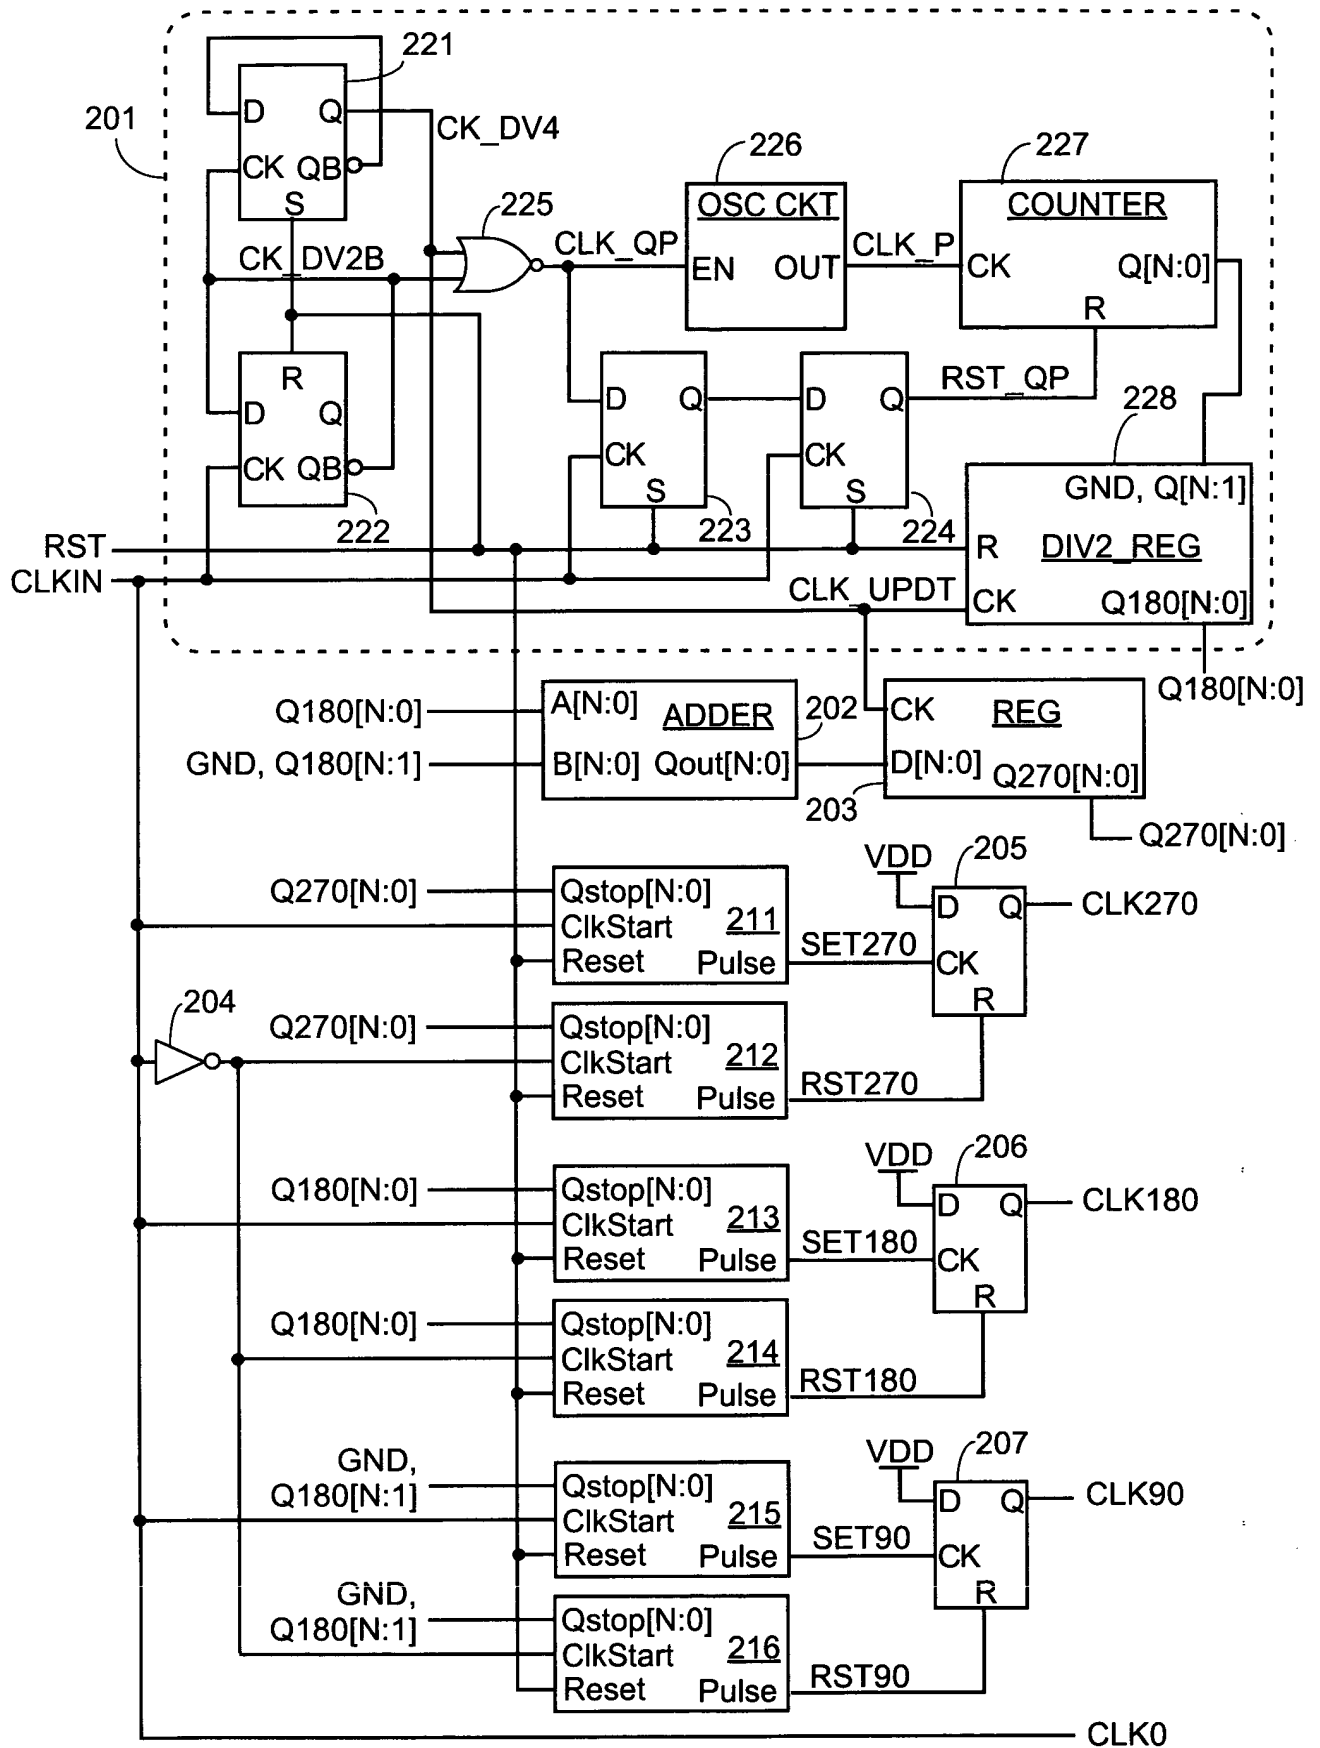 201
221
D Q
CK QB
S
CK_DV4
CK_DV2B
R
D Q
CK QB
222
225
CLK_QP
226
OSC CKT
EN OUT
CLK_P
227
COUNTER
CK Q[N:0]
R
D Q
CK
S
223
D Q
CK
S
224
RST_QP
228
GND, Q[N:1]
R DIV2_REG
CK Q180[N:0]
RST
CLKIN
CLK_UPDT
Q180[N:0]
Q180[N:0]
GND, Q180[N:1]
A[N:0] ADDER
B[N:0] Qout[N:0]
202
CK REG
D[N:0] Q270[N:0]
203
Q270[N:0]
Q270[N:0]
Qstop[N:0]
ClkStart 211
Reset Pulse
SET270
VDD
205
D Q
CK
R
CLK270
204
Q270[N:0]
Qstop[N:0]
ClkStart 212
Reset Pulse
RST270
Q180[N:0]
Qstop[N:0]
ClkStart 213
Reset Pulse
SET180
VDD
206
D Q
CK
R
CLK180
Q180[N:0]
Qstop[N:0]
ClkStart 214
Reset Pulse
RST180
GND,
Q180[N:1]
Qstop[N:0]
ClkStart 215
Reset Pulse
SET90
VDD
207
D Q
CK
R
CLK90
GND,
Q180[N:1]
Qstop[N:0]
ClkStart 216
Reset Pulse
RST90
CLK0